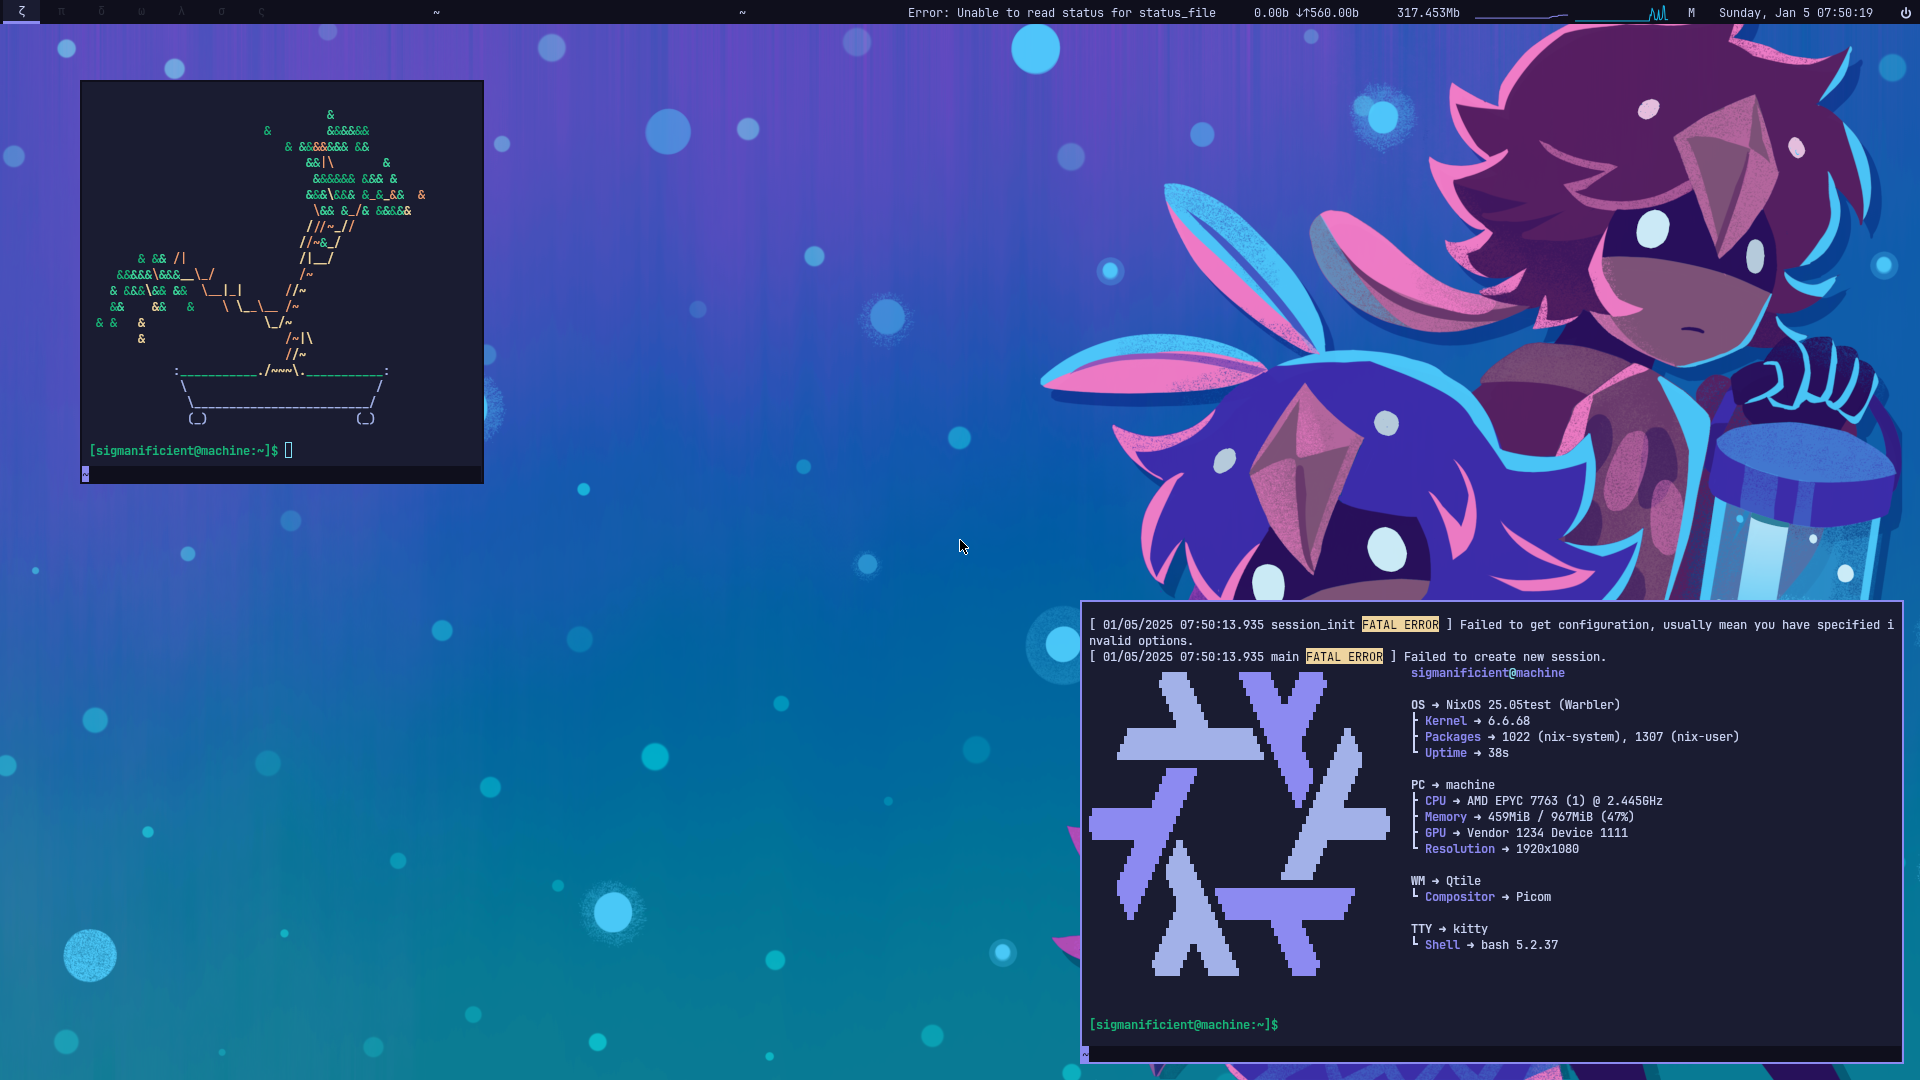 ζ π δ ω λ σ ς ~ ~ Error: Unable to read status for status_file 0.00b ↓↑560.00b 317.453Mb M Sunday, Jan 5 07:50:19
[sigmanificient@machine:~]$
~
[ 01/05/2025 07:50:13.935 session_init FATAL ERROR ] Failed to get configuration, usually mean you have specified i
nvalid options.
[ 01/05/2025 07:50:13.935 main FATAL ERROR ] Failed to create new session.
sigmanificient@machine
OS → NixOS 25.05test (Warbler)
Kernel → 6.6.68
Packages → 1022 (nix-system), 1307 (nix-user)
Uptime → 38s
PC → machine
CPU → AMD EPYC 7763 (1) @ 2.445GHz
Memory → 459MiB / 967MiB (47%)
GPU → Vendor 1234 Device 1111
Resolution → 1920x1080
WM → Qtile
Compositor → Picom
TTY → kitty
Shell → bash 5.2.37
[sigmanificient@machine:~]$
~